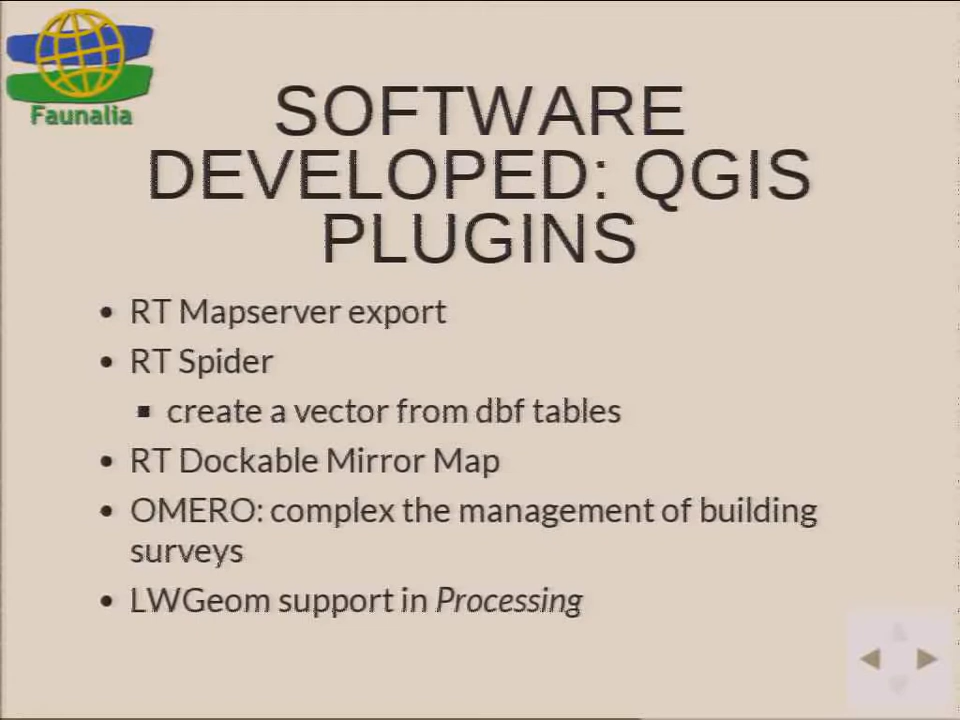 Faunalia
SOFTWARE
DEVELOPED: QGIS
PLUGINS
• RT Mapserver export
• RT Spider
▪ create a vector from dbf tables
• RT Dockable Mirror Map
• OMERO: complex the management of building
surveys
• LWGeom support in Processing